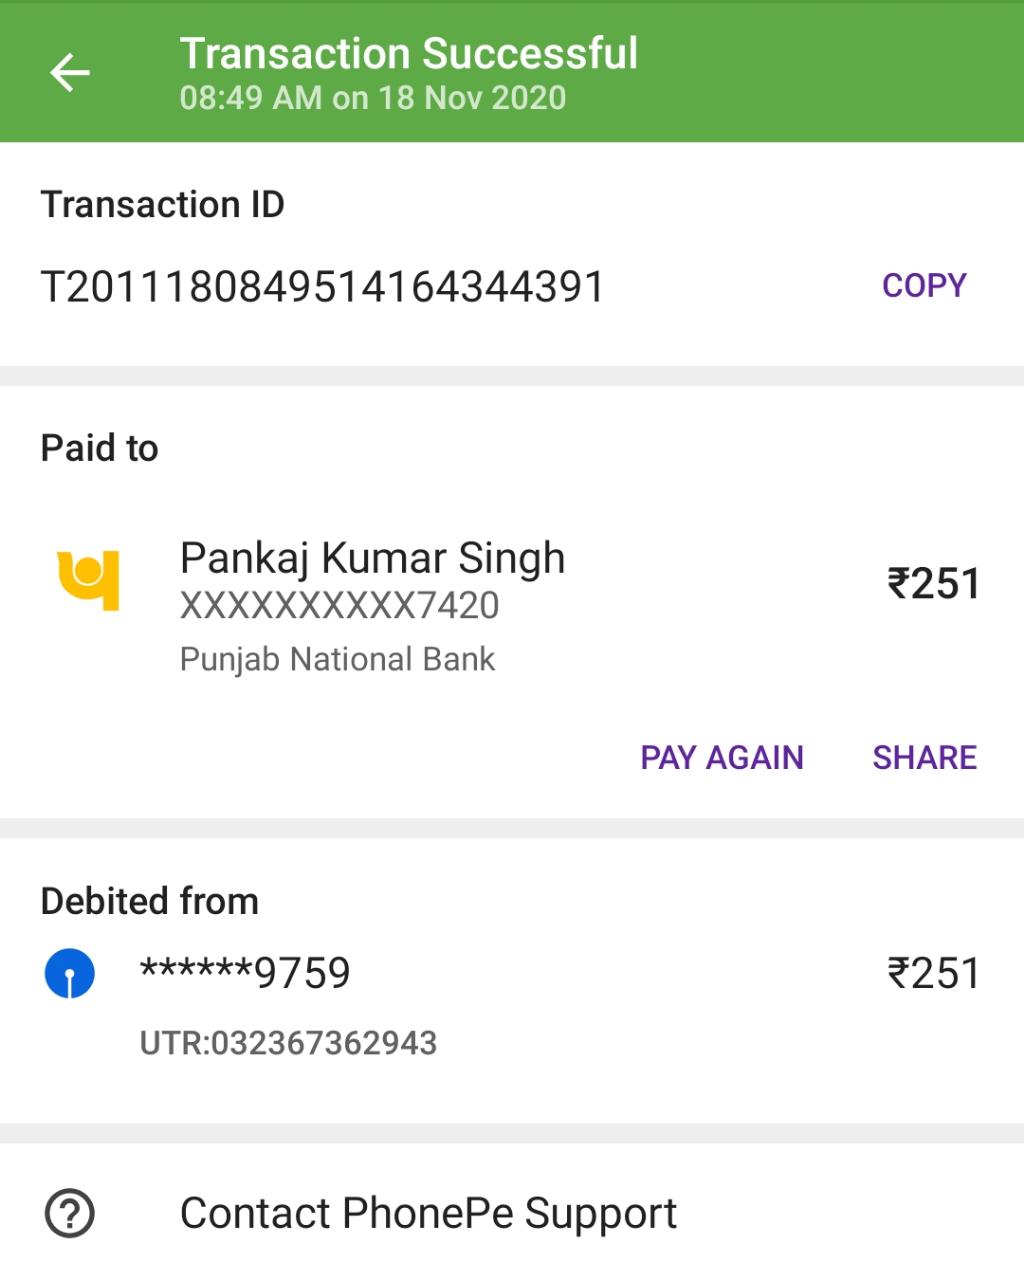 Transaction Successful
08:49 AM on 18 Nov 2020
Transaction ID
T2011180849514164344391
COPY
Paid to
Pankaj Kumar Singh
₹251
XXXXXXXXXX7420
Punjab National Bank
PAY AGAIN
SHARE
Debited from
******9759
₹251
UTR:032367362943
Contact PhonePe Support